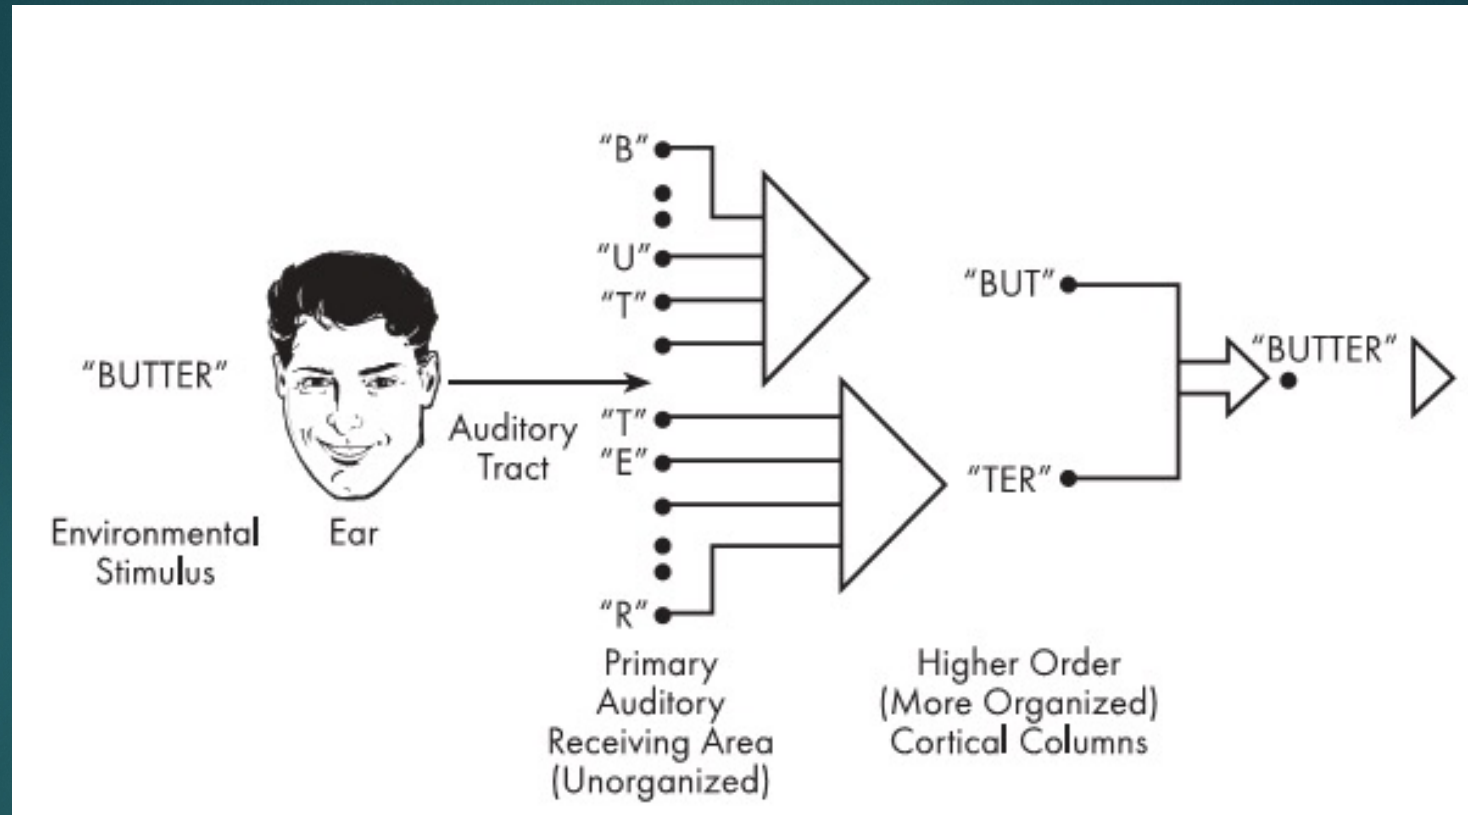 "BUTTER"
Environmental
Stimulus
Ear
Auditory
Tract
"B"
"U"
"T"
"T"
"E"
"R"
Primary
Auditory
Receiving Area
(Unorganized)
"BUT"
"TER"
Higher Order
(More Organized)
Cortical Columns
"BUTTER"